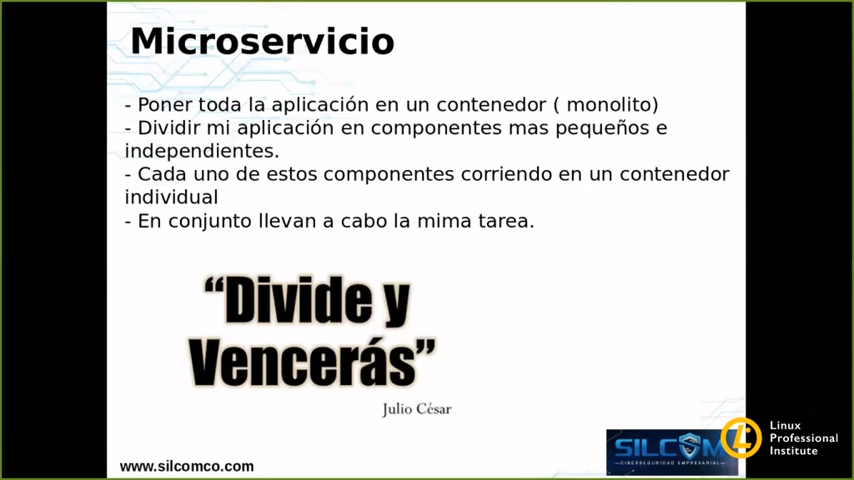 Microservicio
- Poner toda la aplicación en un contenedor ( monolito)
- Dividir mi aplicación en componentes mas pequeños e
independientes.
- Cada uno de estos componentes corriendo en un contenedor
individual
- En conjunto llevan a cabo la mima tarea.
“Divide y
Vencerás”
Julio César
www.silcomco.com
SILCOM
CIBERSEGURIDAD EMPRESARIAL
Linux
Professional
Institute